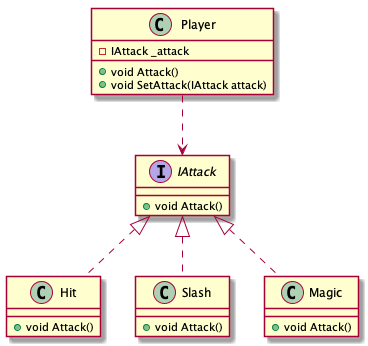 C Player
IAttack _attack
void Attack()
void SetAttack(IAttack attack)
I IAttack
void Attack()
C Hit
void Attack()
C Slash
void Attack()
C Magic
void Attack()